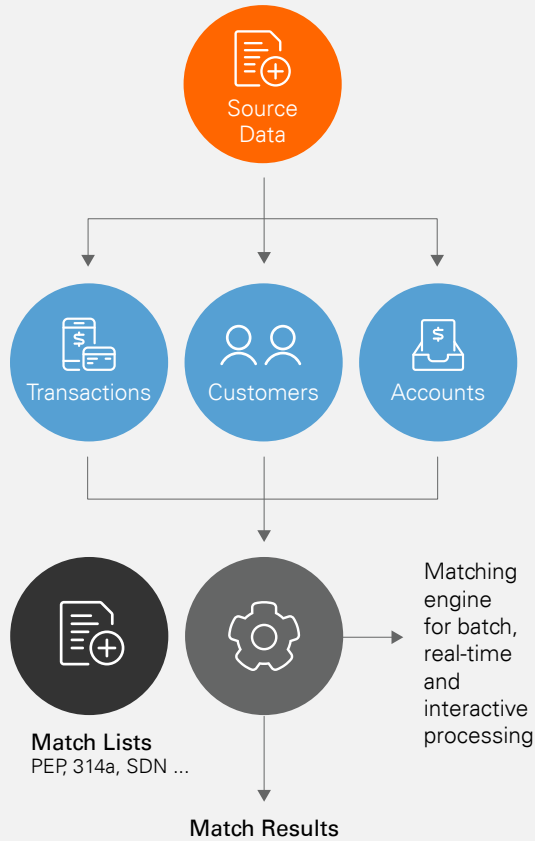 Source
Data
Transactions
Customers
Accounts
Matching
engine
for batch,
real-time
and
interactive
processing
Match Lists
PEP, 314a, SDN ...
Match Results